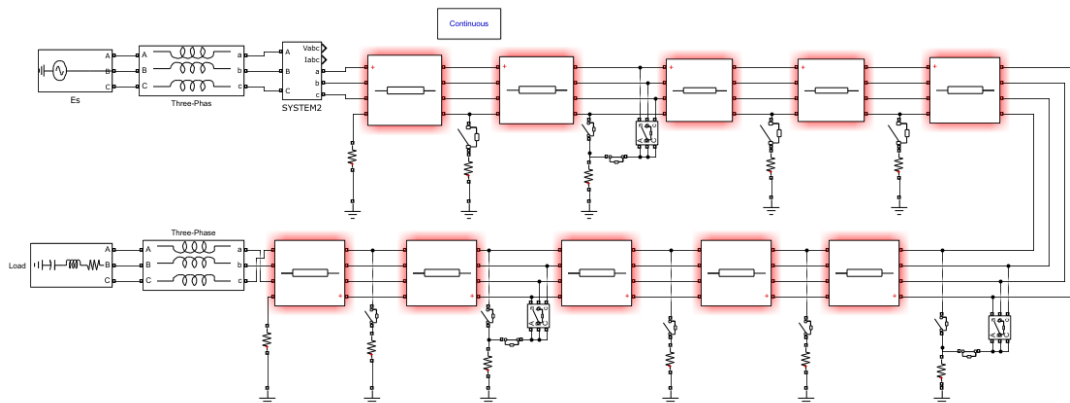 Continuous
Vabc
Iabc
A
B
C
A
B
C
a
b
c
A
B
C
a
b
c
+
+
+
+
+
Es
Three-Phas
SYSTEM2
A
B
C
a
c
Three-Phase
Load
A
B
C
A
B
C
a
b
c
+
+
+
+
+
A
B
C
a
c
A
B
C
a
c